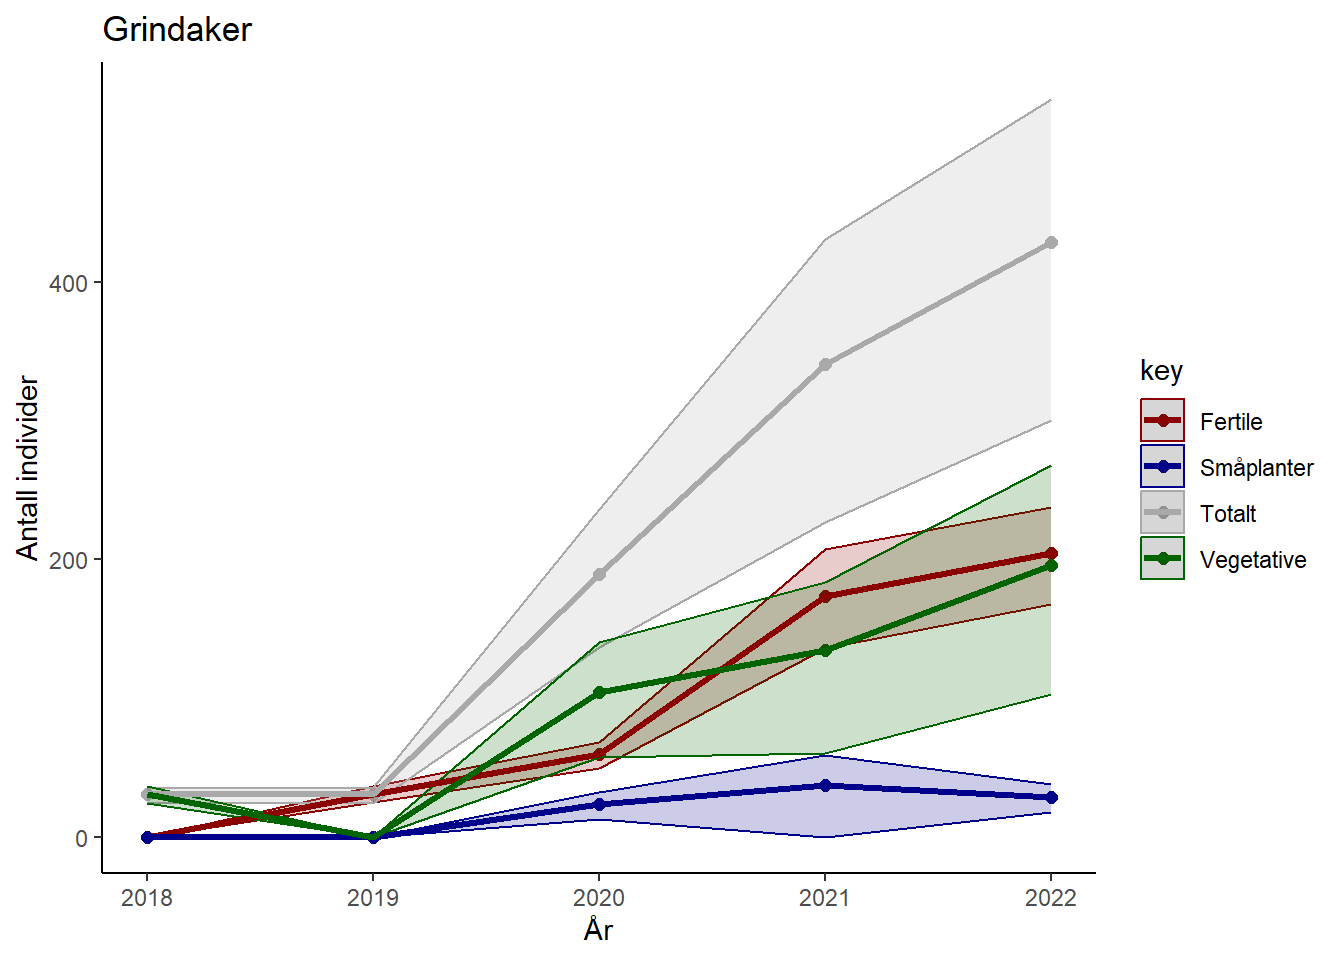 Grindaker
Antall individer
400
200
0
2018 2019 2020 2021 2022
År
key
Fertile
Småplanter
Totalt
Vegetative